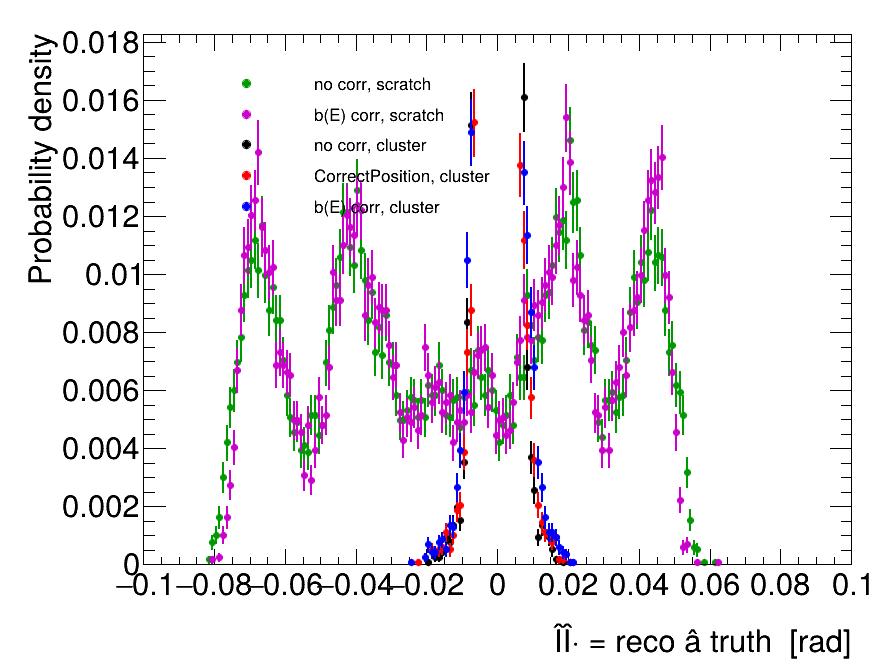 Probability density
0.018
0.016
0.014
0.012
0.01
0.008
0.006
0.004
0.002
0
no corr, scratch
b(E) corr, scratch
no corr, cluster
CorrectPosition, cluster
b(E) corr, cluster
−0.1 −0.08 −0.06 −0.04 −0.02 0 0.02 0.04 0.06 0.08 0.1
ÎÎ· = reco â truth [rad]